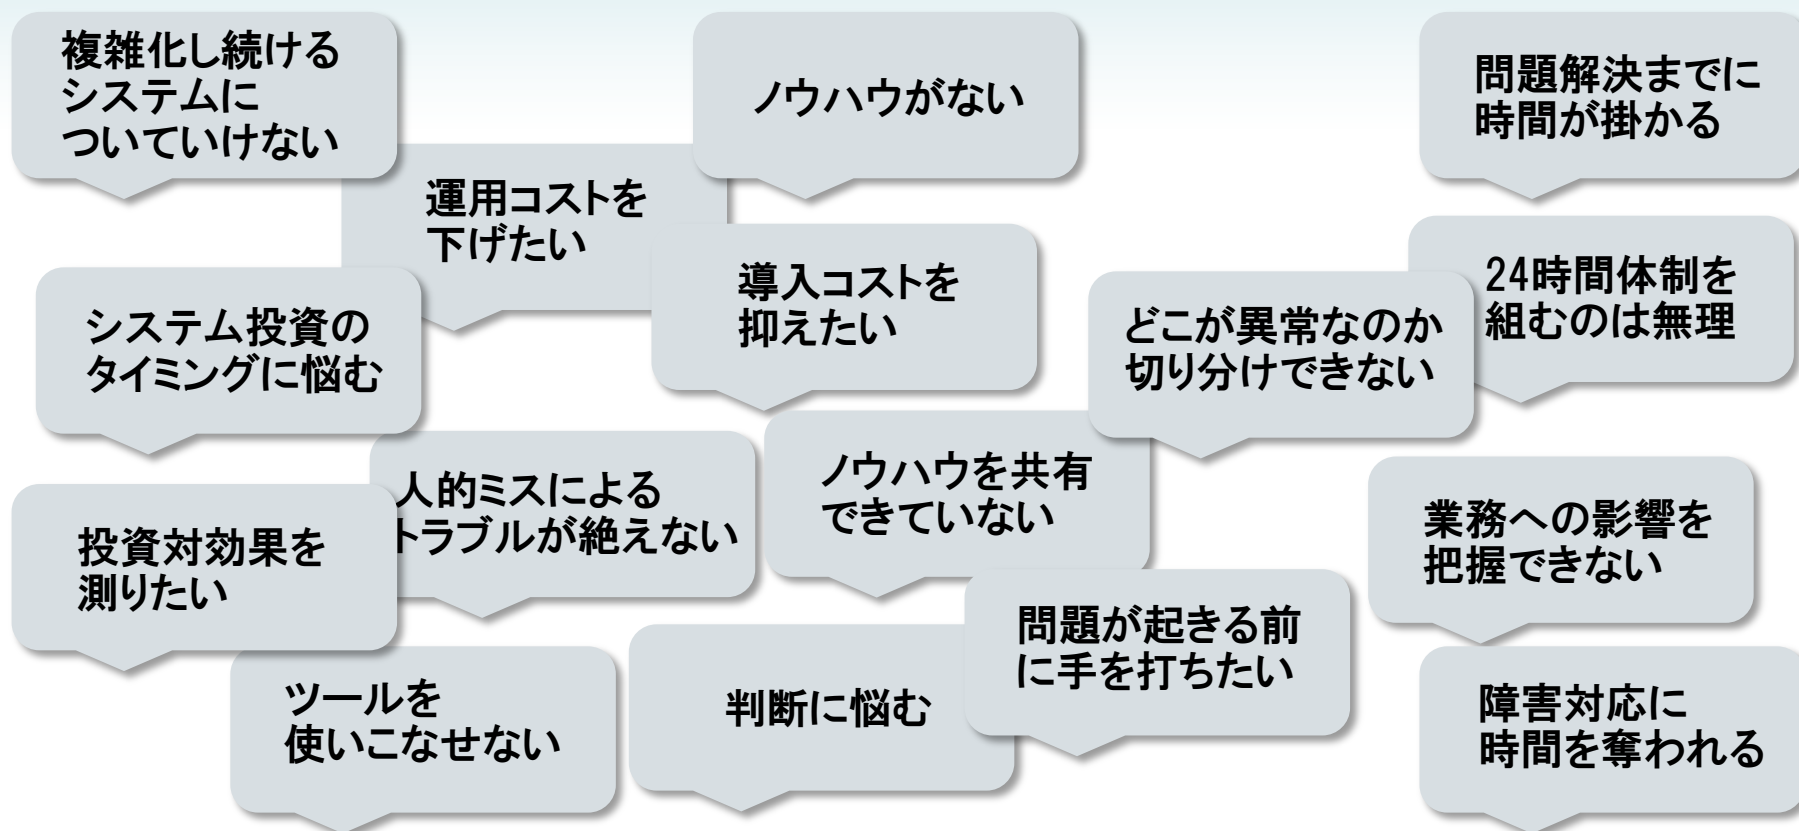 複雑化し続ける
システムに
ついていけない
ノウハウがない
問題解決までに
時間が掛かる
運用コストを
下げたい
導入コストを
抑えたい
24時間体制を
組むのは無理
システム投資の
タイミングに悩む
どこが異常なのか
切り分けできない
人的ミスによる
トラブルが絶えない
ノウハウを共有
できていない
業務への影響を
把握できない
投資対効果を
測りたい
問題が起きる前
に手を打ちたい
ツールを
使いこなせない
判断に悩む
障害対応に
時間を奪われる